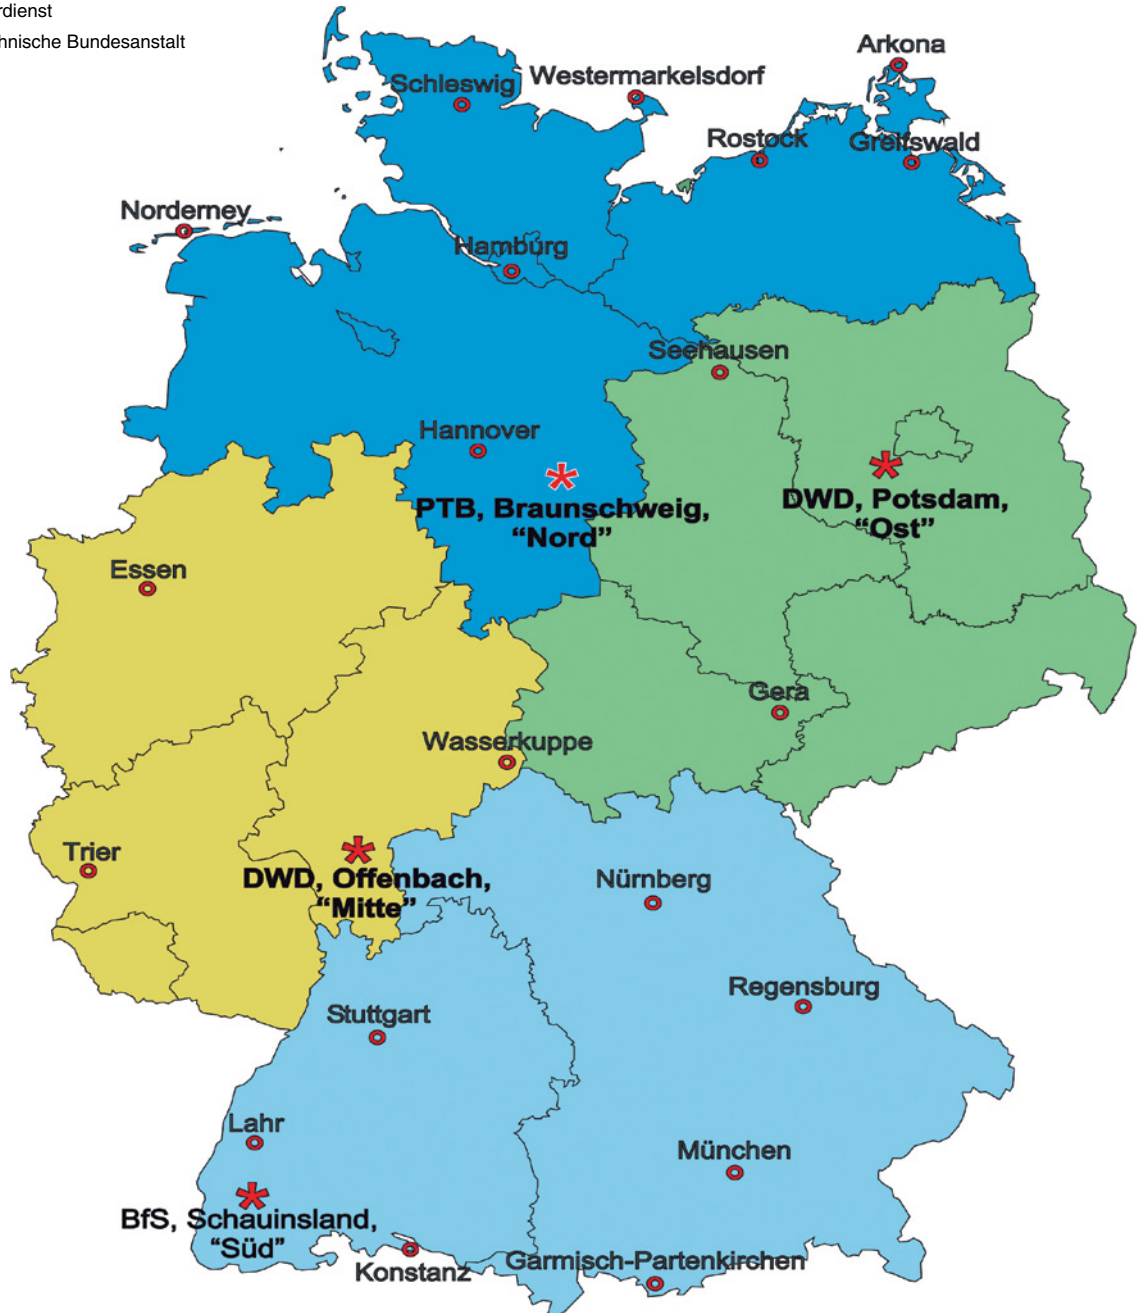 rdienst
hnische Bundesanstalt
Arkona
Westermarkelsdorf
Schleswig
Rostock
Greifswald
Norderney
Hamburg
Seehausen
Hannover
PTB, Braunschweig,
“Nord”
DWD, Potsdam,
“Ost”
Essen
Gera
Wasserkuppe
Trier
DWD, Offenbach,
“Mitte”
Nürnberg
Regensburg
Stuttgart
Lahr
München
BfS, Schauinsland,
“Süd”
Konstanz
Garmisch-Partenkirchen